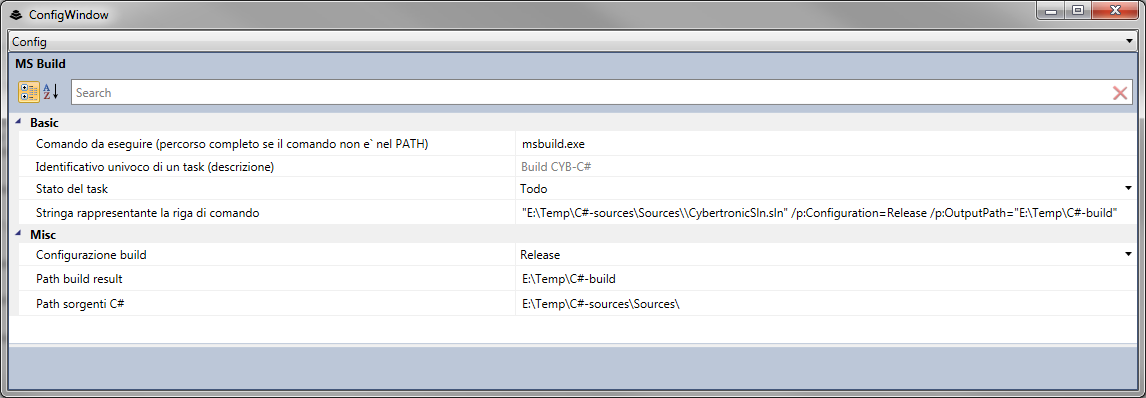 ConfigWindow
Config
MS Build
AZ Search
Basic
Comando da eseguire (percorso completo se il comando non e` nel PATH) msbuild.exe
Identificativo univoco di un task (descrizione) Build CYB-C#
Stato del task Todo
Stringa rappresentante la riga di comando "E:\Temp\C#-sources\Sources\\CybertronicSln.sln" /p:Configuration=Release /p:OutputPath="E:\Temp\C#-build"
Misc
Configurazione build Release
Path build result E:\Temp\C#-build
Path sorgenti C# E:\Temp\C#-sources\Sources\